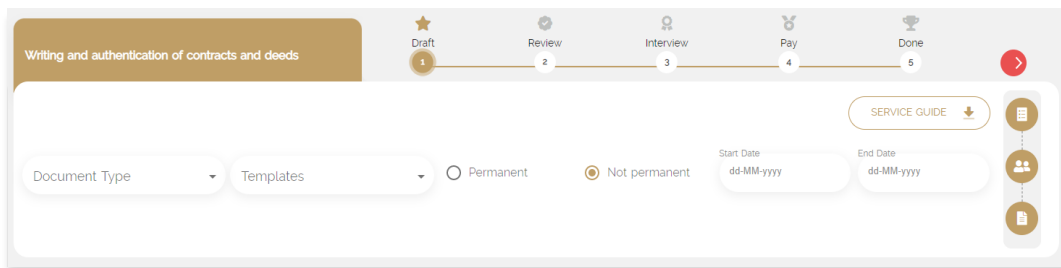 Writing and authentication of contracts and deeds
Draft
Review
Interview
Pay
Done
1
2
3
4
5
SERVICE GUIDE
Document Type
Templates
Permanent
Not permanent
Start Date
dd-MM-yyyy
End Date
dd-MM-yyyy